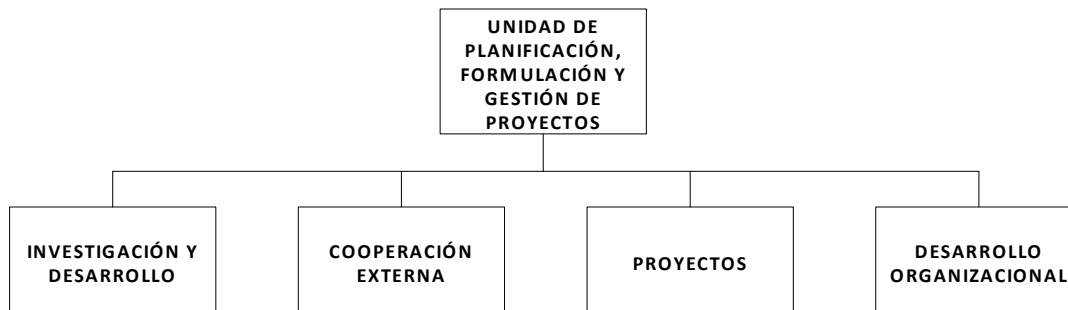 UNIDAD DE
PLANIFICACIÓN,
FORMULACIÓN Y
GESTIÓN DE
PROYECTOS
INVESTIGACIÓN Y
DESARROLLO
COOPERACIÓN
EXTERNA
PROYECTOS
DESARROLLO
ORGANIZACIONAL